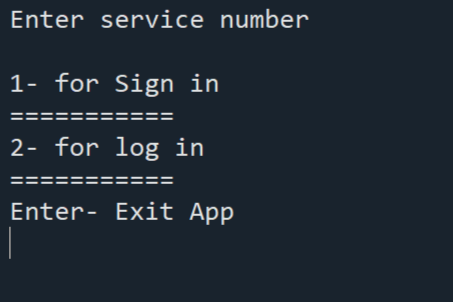 Enter service number
1- for Sign in
===========
2- for log in
===========
Enter- Exit App